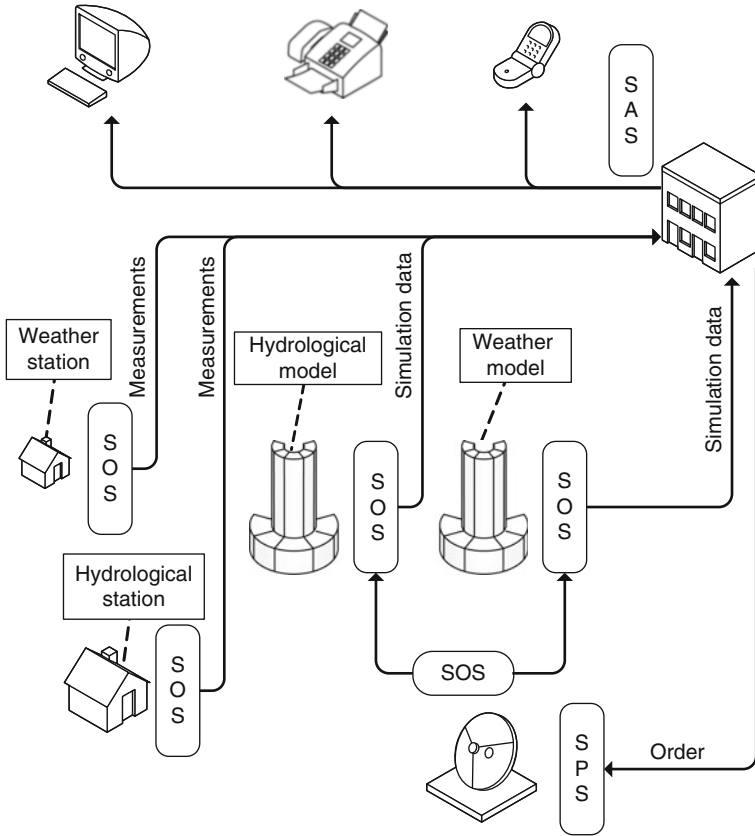 S
A
S
Measurements
Measurements
Simulation data
Simulation data
Weather
station
Hydrological
model
Weather
model
S
O
S
S
O
S
S
O
S
Hydrological
station
S
O
S
SOS
S
P
S
Order